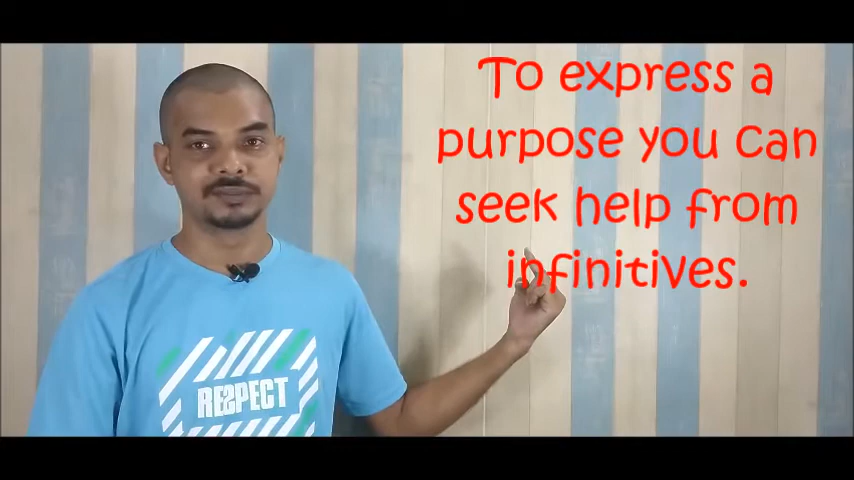 To express a
purpose you can
seek help from
infinitives.
RESPECT